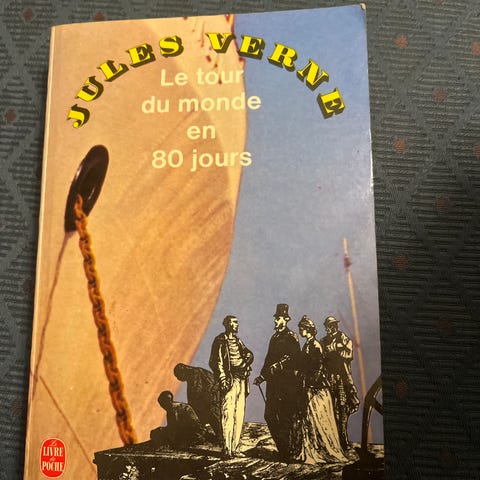 JULES VERNE
Le tour
du monde
en
80 jours
Le
LIVRE
de
POCHE